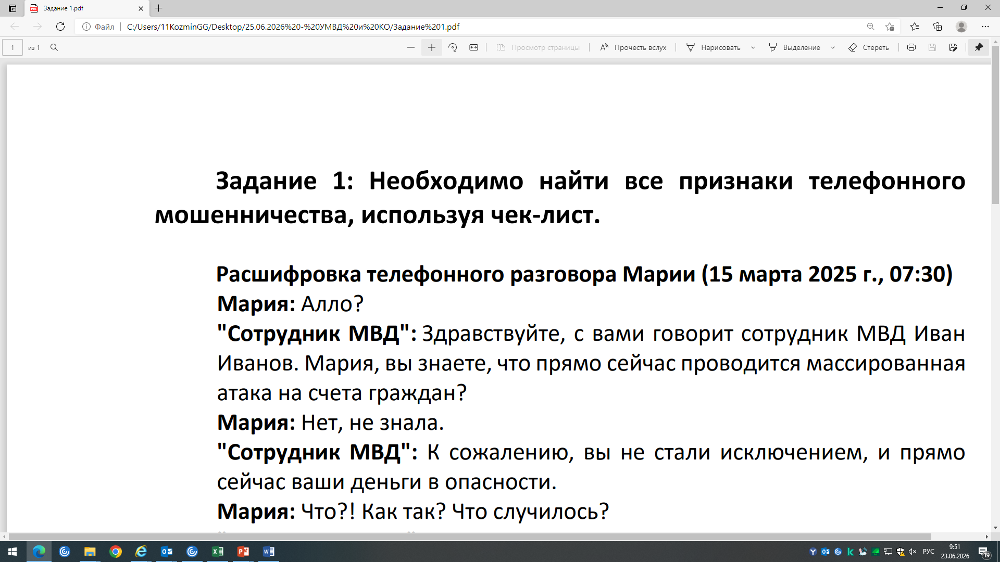 Задание 1.pdf
Файл
C:/Users/11KozminGG/Desktop/25.06.2026%20-%20УМВД%20и%20КО/Задание%201.pdf
1 из 1
Просмотр страницы
Прочесть вслух
Нарисовать
Выделение
Стереть
Задание 1: Необходимо найти все признаки телефонного
мошенничества, используя чек-лист.
Расшифровка телефонного разговора Марии (15 марта 2025 г., 07:30)
Мария: Алло?
"Сотрудник МВД": Здравствуйте, с вами говорит сотрудник МВД Иван
Иванов. Мария, вы знаете, что прямо сейчас проводится массированная
атака на счета граждан?
Мария: Нет, не знала.
"Сотрудник МВД": К сожалению, вы не стали исключением, и прямо
сейчас ваши деньги в опасности.
Мария: Что?! Как так? Что случилось?
РУС
9:51
23.06.2026
19